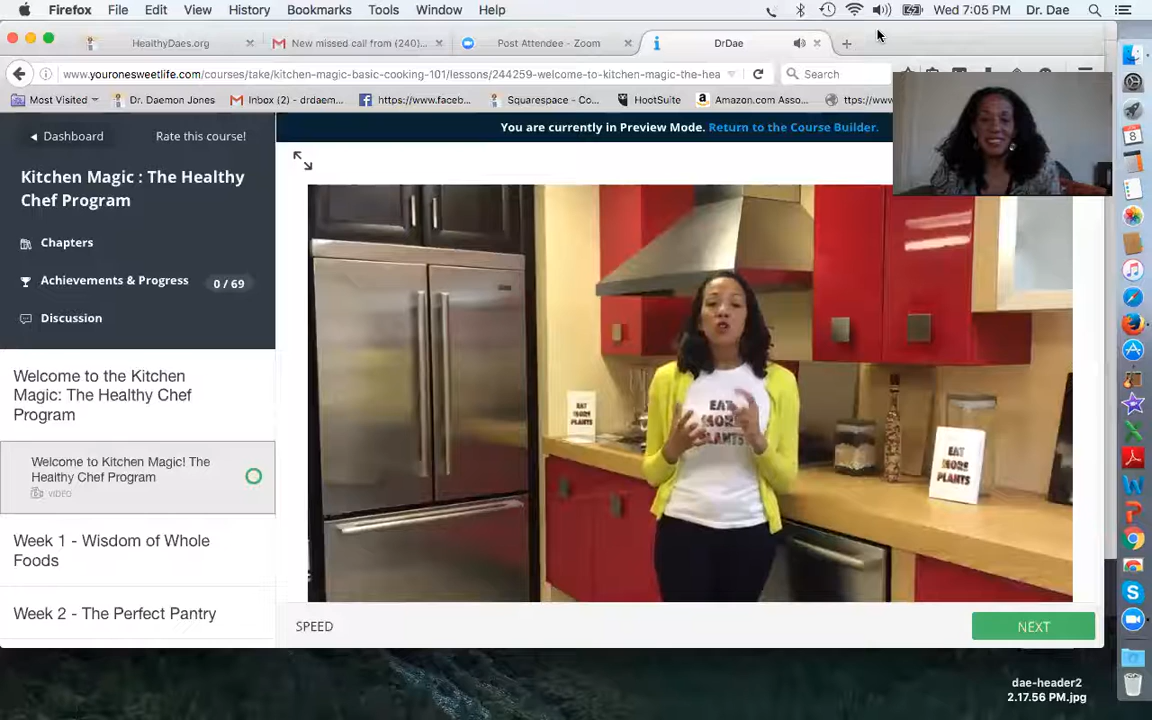 Firefox File Edit View History Bookmarks Tools Window Help Wed 7:05 PM Dr. Dae
HealthyDaes.org New missed call from (240)... Post Attendee - Zoom DrDae
www.youronesweetlife.com/courses/take/kitchen-magic-basic-cooking-101/lessons/244259-welcome-to-kitchen-magic-the-hea Search
Most Visited Dr. Daemon Jones Inbox (2) - drdaem... https://www.faceb... Squarespace - Co... HootSuite Amazon.com Asso... ttps://www
8
You are currently in Preview Mode. Return to the Course Builder.
Dashboard Rate this course!
Kitchen Magic : The Healthy
Chef Program
Chapters
Achievements & Progress 0 / 69
Discussion
Welcome to the Kitchen
Magic: The Healthy Chef
Program
Welcome to Kitchen Magic! The
Healthy Chef Program
VIDEO
Week 1 - Wisdom of Whole
Foods
Week 2 - The Perfect Pantry
EAT
MORE
PLANTS
EAT
MORE
PLANTS
EAT
MORE
PLANTS
SPEED NEXT
dae-header2
2.17.56 PM.jpg